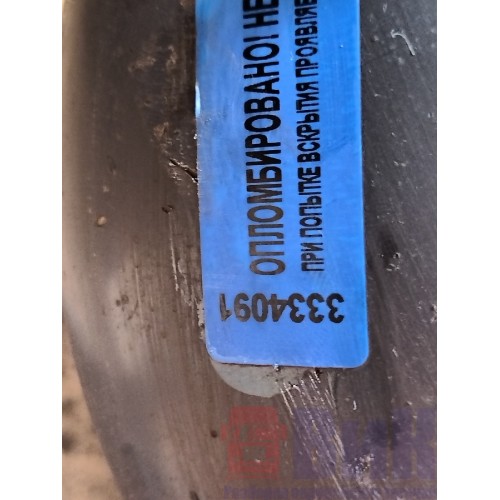 ОПЛОМБИРОВАНО! НЕ
ПРИ ПОПЫТКЕ ВСКРЫТИЯ ПРОЯВЛЯЕ
3334091